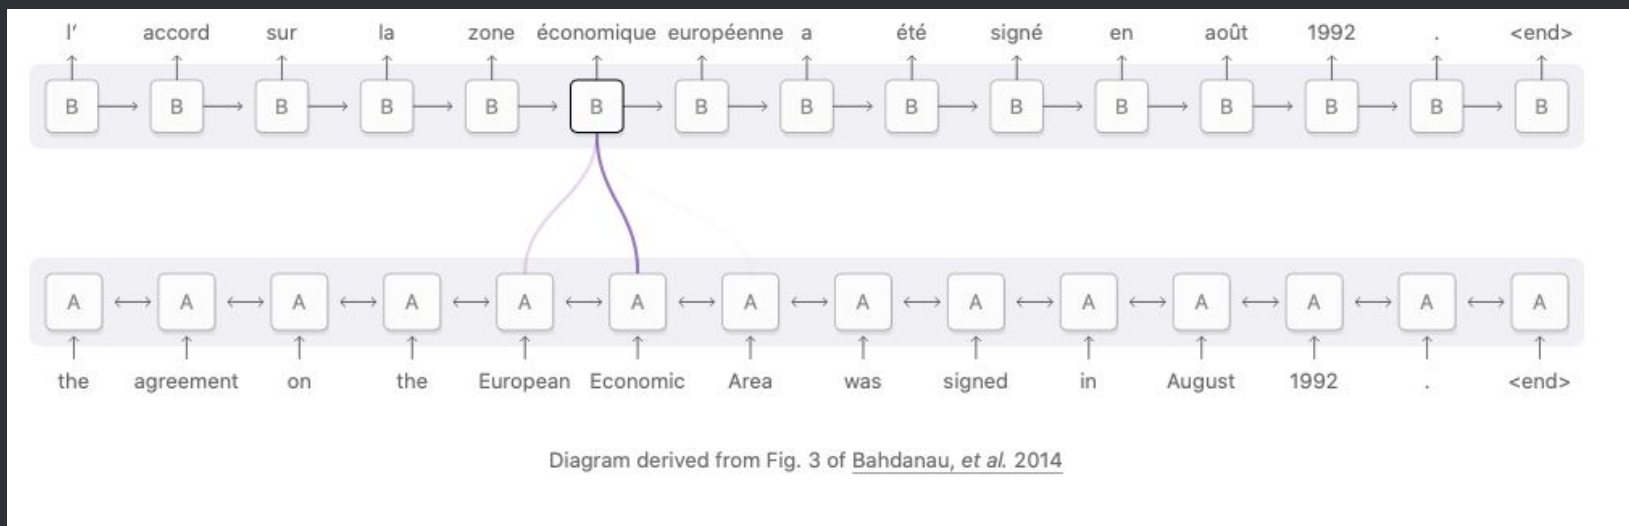 l’ accord sur la zone économique européenne a été signé en août 1992 . <end>
B B B B B B B B B B B B B B B
A A A A A A A A A A A A A A
the agreement on the European Economic Area was signed in August 1992 . <end>
Diagram derived from Fig. 3 of Bahdanau, et al. 2014